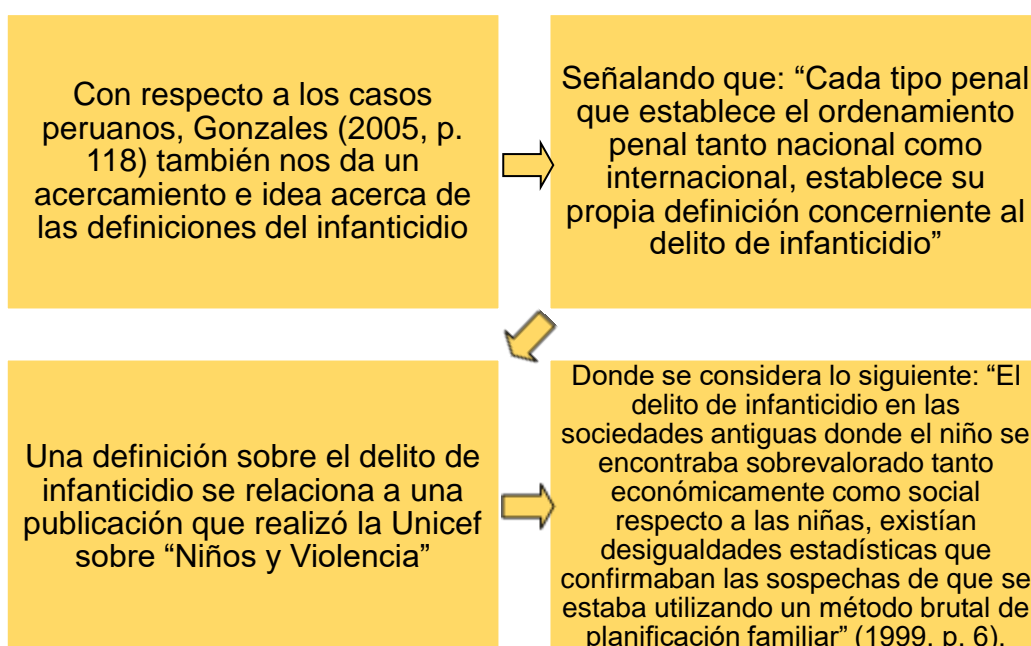 Con respecto a los casos
peruanos, Gonzales (2005, p.
118) también nos da un
acercamiento e idea acerca de
las definiciones del infanticidio
Señalando que: “Cada tipo penal
que establece el ordenamiento
penal tanto nacional como
internacional, establece su
propia definición concerniente al
delito de infanticidio”
Una definición sobre el delito de
infanticidio se relaciona a una
publicación que realizó la Unicef
sobre “Niños y Violencia”
Donde se considera lo siguiente: “El
delito de infanticidio en las
sociedades antiguas donde el niño se
encontraba sobrevalorado tanto
económicamente como social
respecto a las niñas, existían
desigualdades estadísticas que
confirmaban las sospechas de que se
estaba utilizando un método brutal de
planificación familiar” (1999, p. 6).